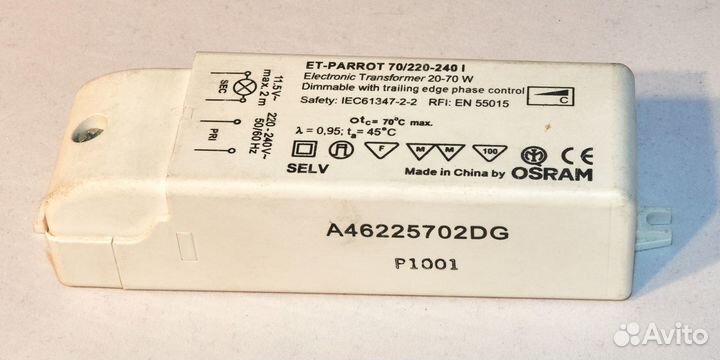 ET-PARROT 70/220-240 I
Electronic Transformer 20-70 W
Dimmable with trailing edge phase control
Safety: IEC61347-2-2 RFI: EN 55015
C
tc = 70°C max.
λ = 0,95; ta = 45°C
F M M 100 CE
SELV
Made in China by OSRAM
11.5V~
max. 2 m
SEC
220 - 240V~
50/60 Hz
PRI
A46225702DG
P1001
Avito